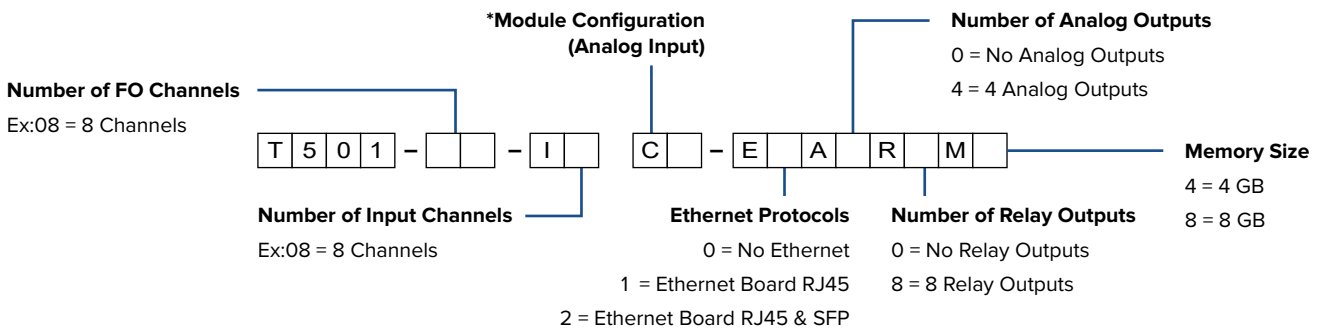 *Module Configuration
(Analog Input)
Number of Analog Outputs
0 = No Analog Outputs
4 = 4 Analog Outputs
Number of FO Channels
Ex:08 = 8 Channels
T 5 0 1 – – I C – E A R M
Memory Size
4 = 4 GB
8 = 8 GB
Number of Input Channels
Ex:08 = 8 Channels
Ethernet Protocols
0 = No Ethernet
1 = Ethernet Board RJ45
2 = Ethernet Board RJ45 & SFP
Number of Relay Outputs
0 = No Relay Outputs
8 = 8 Relay Outputs